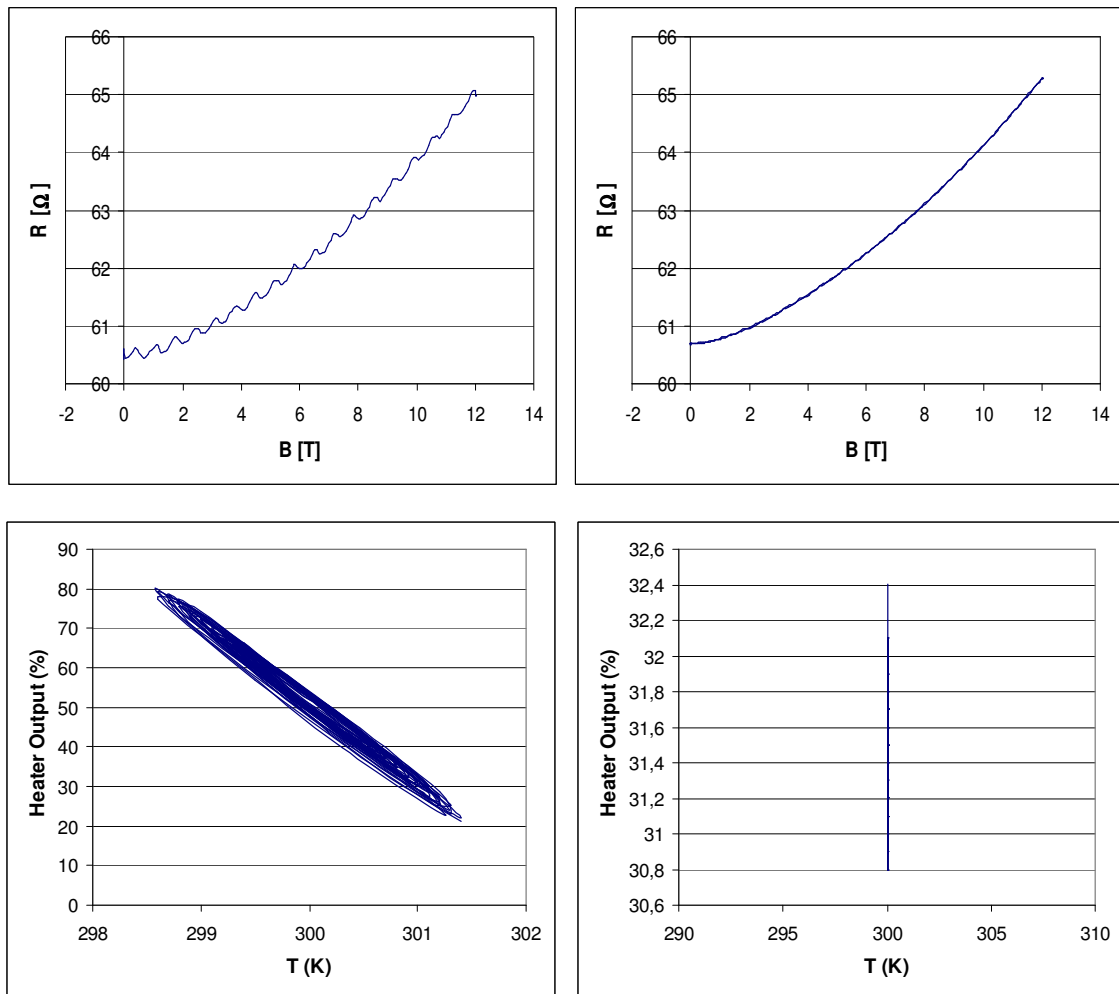 66
65
64
63
62
61
60
-2 0 2 4 6 8 10 12 14
B [T]
R [Ω]
66
65
64
63
62
61
60
-2 0 2 4 6 8 10 12 14
B [T]
R [Ω]
90
80
70
60
50
40
30
20
10
0
298 299 300 301 302
T (K)
Heater Output (%)
32,6
32,4
32,2
32
31,8
31,6
31,4
31,2
31
30,8
30,6
290 295 300 305 310
T (K)
Heater Output (%)